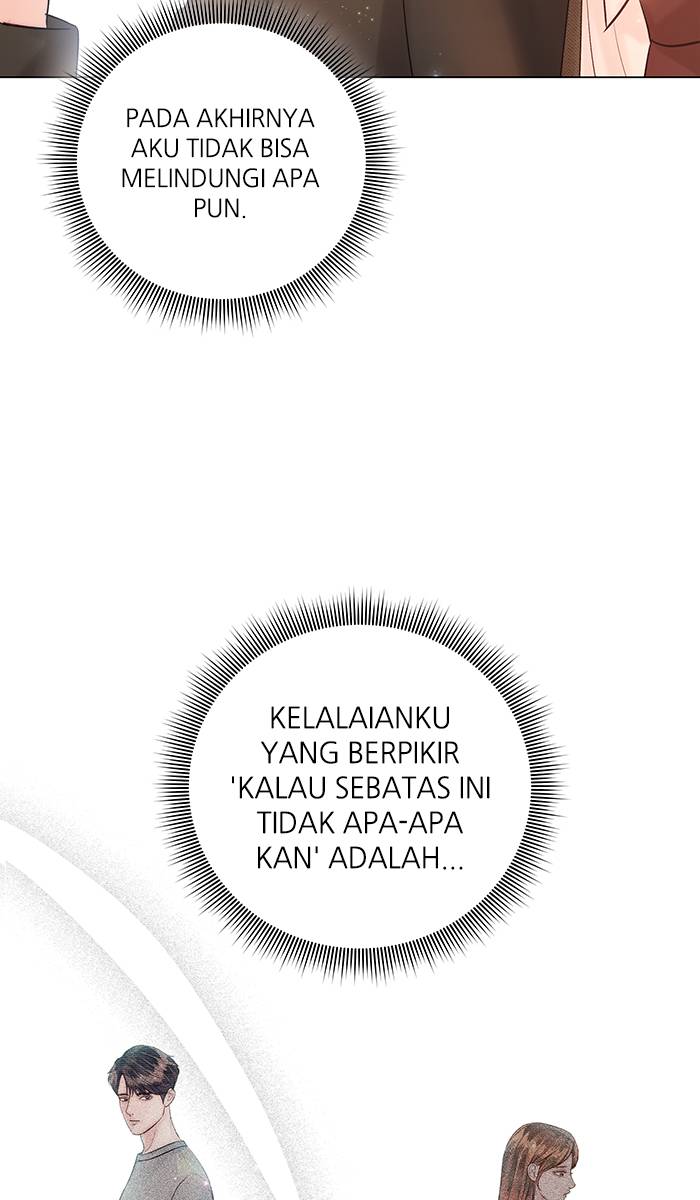 PADA AKHIRNYA
AKU TIDAK BISA
MELINDUNGI APA
PUN.
KELALAIANKU
YANG BERPIKIR
'KALAU SEBATAS INI
TIDAK APA-APA
KAN' ADALAH...